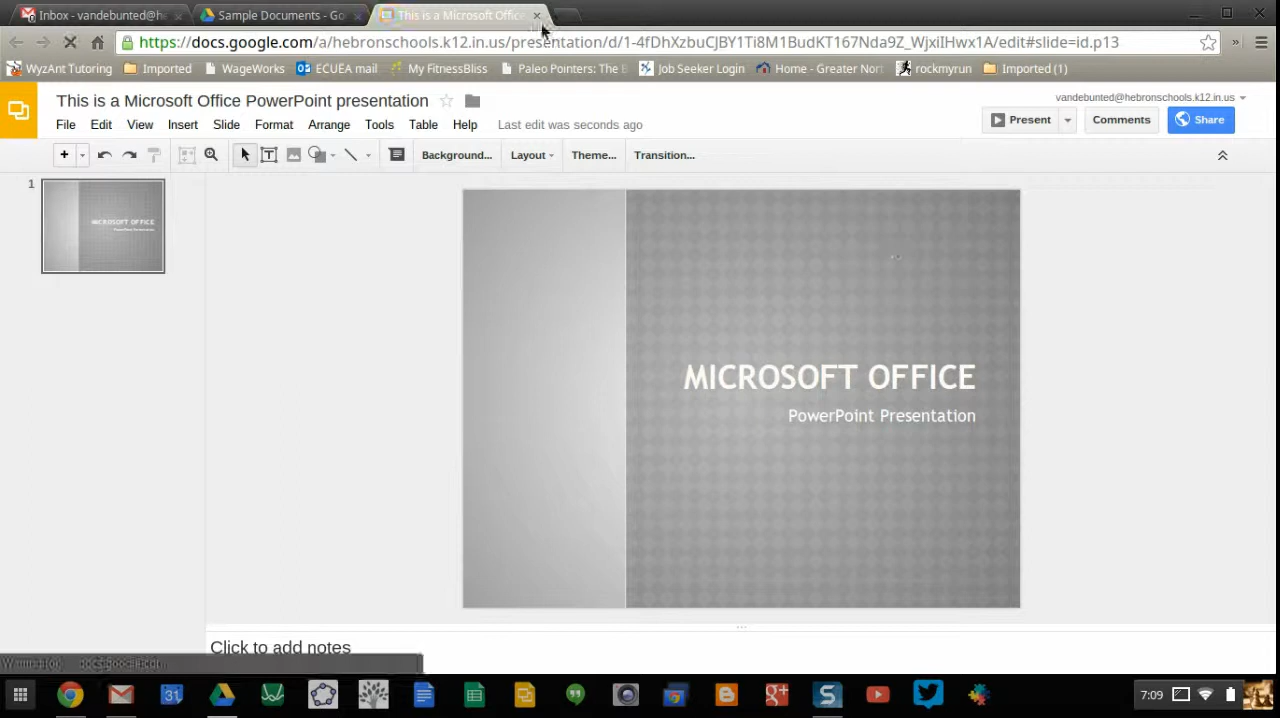 Inbox - vandebunted@he
Sample Documents - Go
This is a Microsoft Office
https://docs.google.com/a/hebronschools.k12.in.us/presentation/d/1-4fDhXzbuCJBY1Ti8M1BudKT167Nda9Z_WjxiIHwx1A/edit#slide=id.p13
WyzAnt Tutoring Imported WageWorks ECUEA mail My FitnessBliss Paleo Pointers: The B Job Seeker Login Home - Greater Nort rockmyrun Imported (1)
This is a Microsoft Office PowerPoint presentation
vandebunted@hebronschools.k12.in.us
File Edit View Insert Slide Format Arrange Tools Table Help Last edit was seconds ago
Present Comments Share
Background... Layout Theme... Transition...
1
MICROSOFT OFFICE
PowerPoint Presentation
MICROSOFT OFFICE
PowerPoint Presentation
Click to add notes
31
7:09